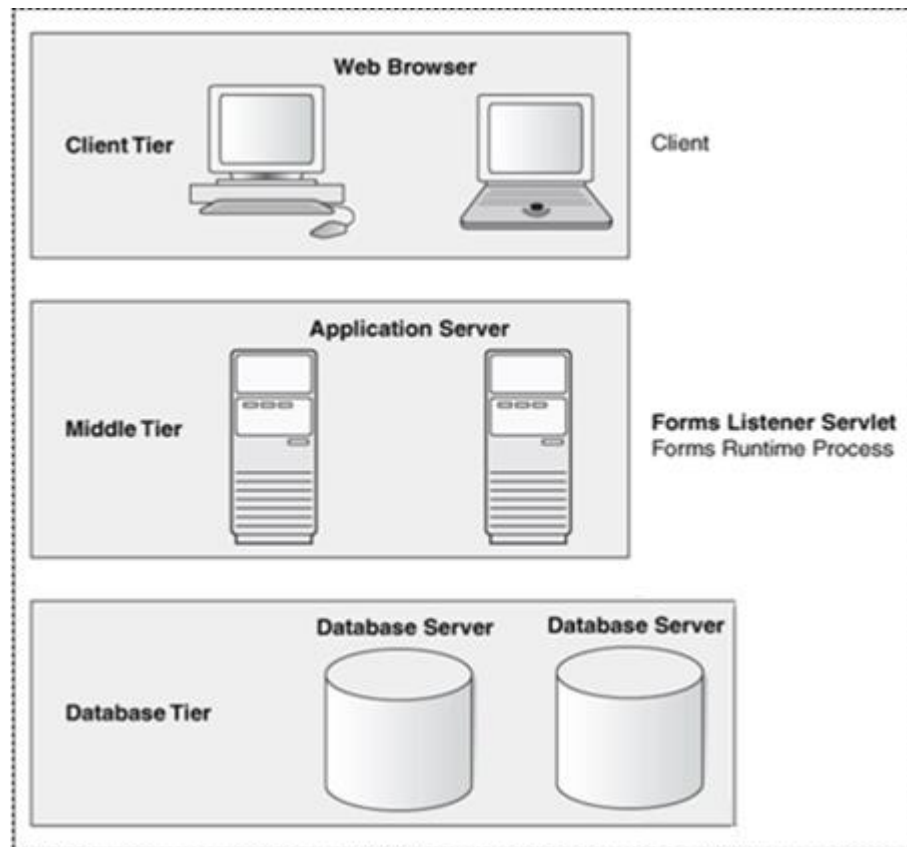 Web Browser
Client Tier
Client
Application Server
Middle Tier
Forms Listener Servlet
Forms Runtime Process
Database Server
Database Server
Database Tier